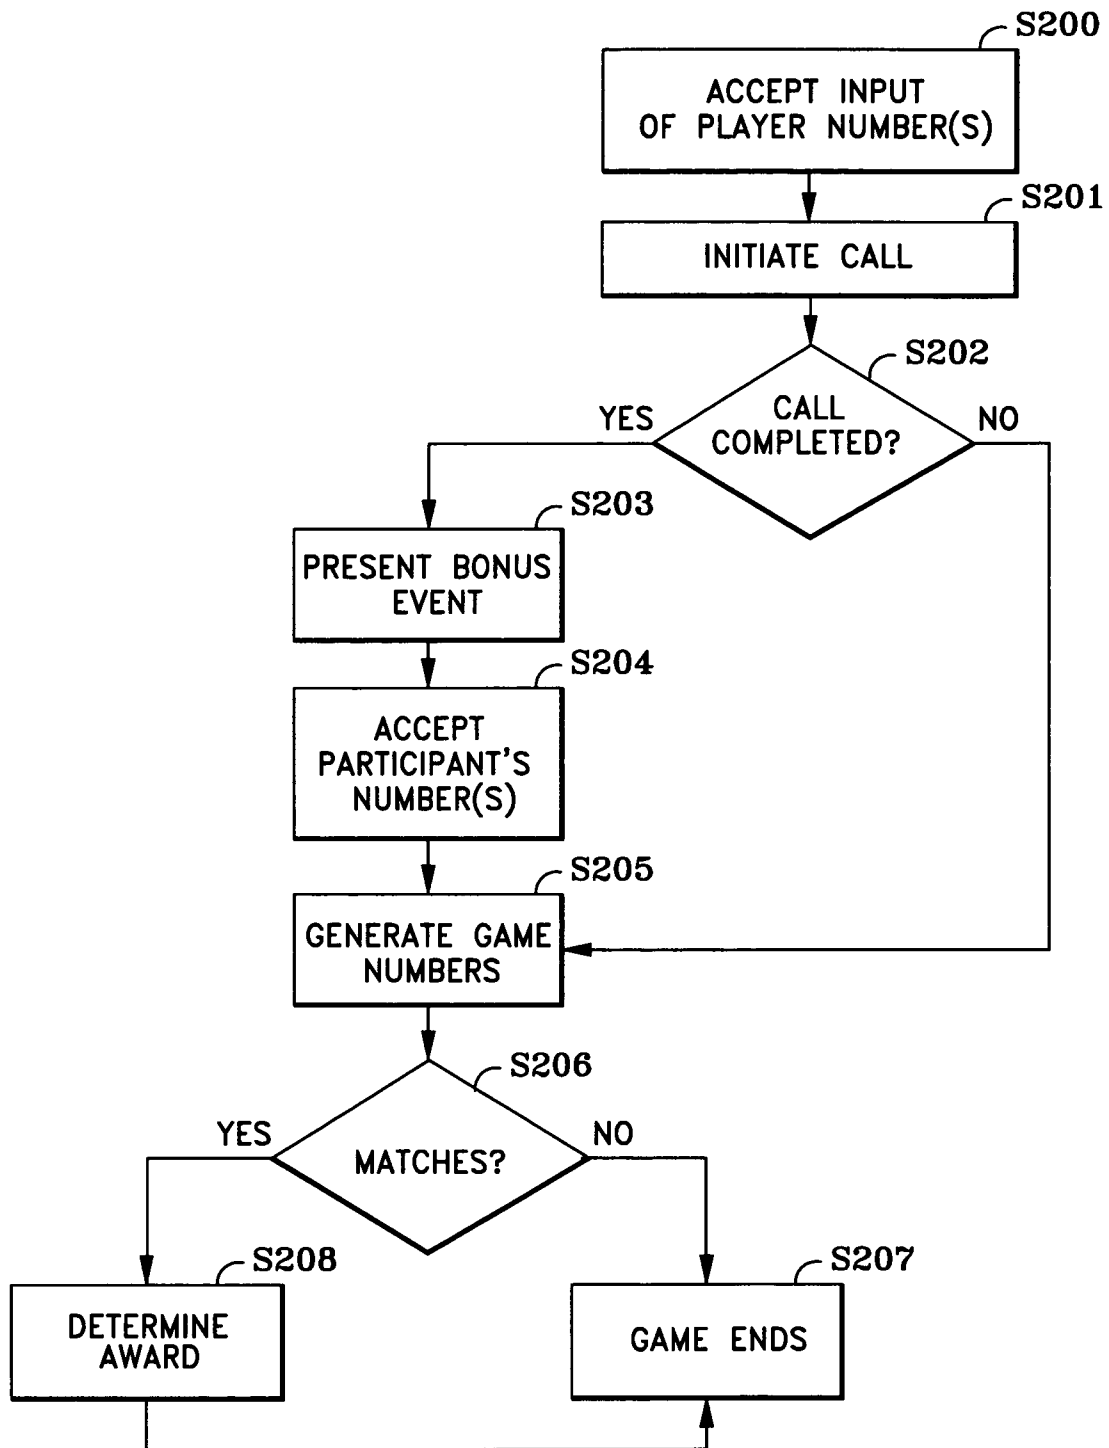 S200
ACCEPT INPUT
OF PLAYER NUMBER(S)
S201
INITIATE CALL
S202
CALL
COMPLETED?
YES
NO
S203
PRESENT BONUS
EVENT
S204
ACCEPT
PARTICIPANT'S
NUMBER(S)
S205
GENERATE GAME
NUMBERS
S206
MATCHES?
YES
NO
S208
DETERMINE
AWARD
S207
GAME ENDS